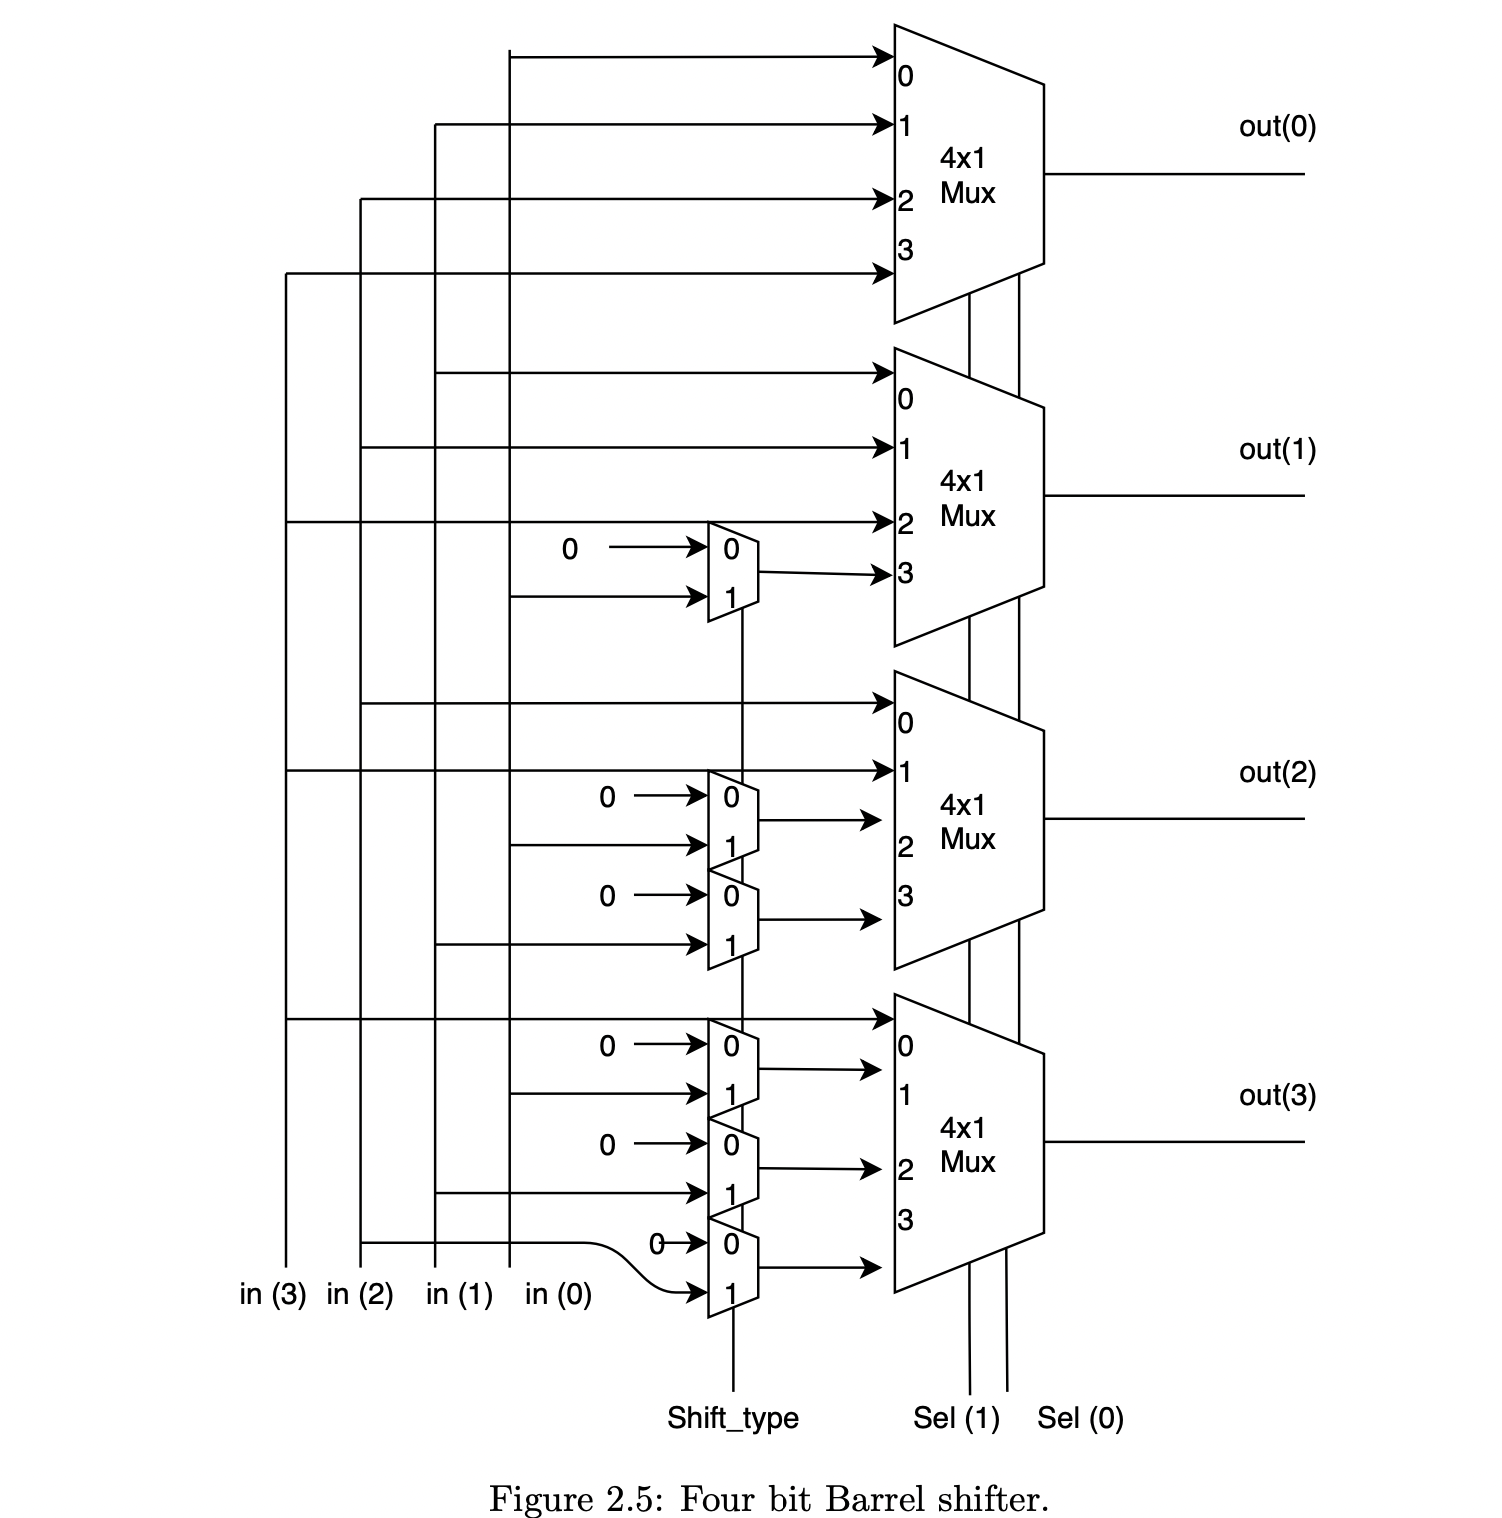 0
1
4x1
Mux
2
3
out(0)
0
1
4x1
Mux
2
3
out(1)
0 0
1
0
1
4x1
Mux
2
3
out(2)
0 0
1
0 0
1
0
1
4x1
Mux
2
3
out(3)
0 0
1
0 0
1
0 0
1
in (3) in (2) in (1) in (0)
Shift_type Sel (1) Sel (0)
Figure 2.5: Four bit Barrel shifter.